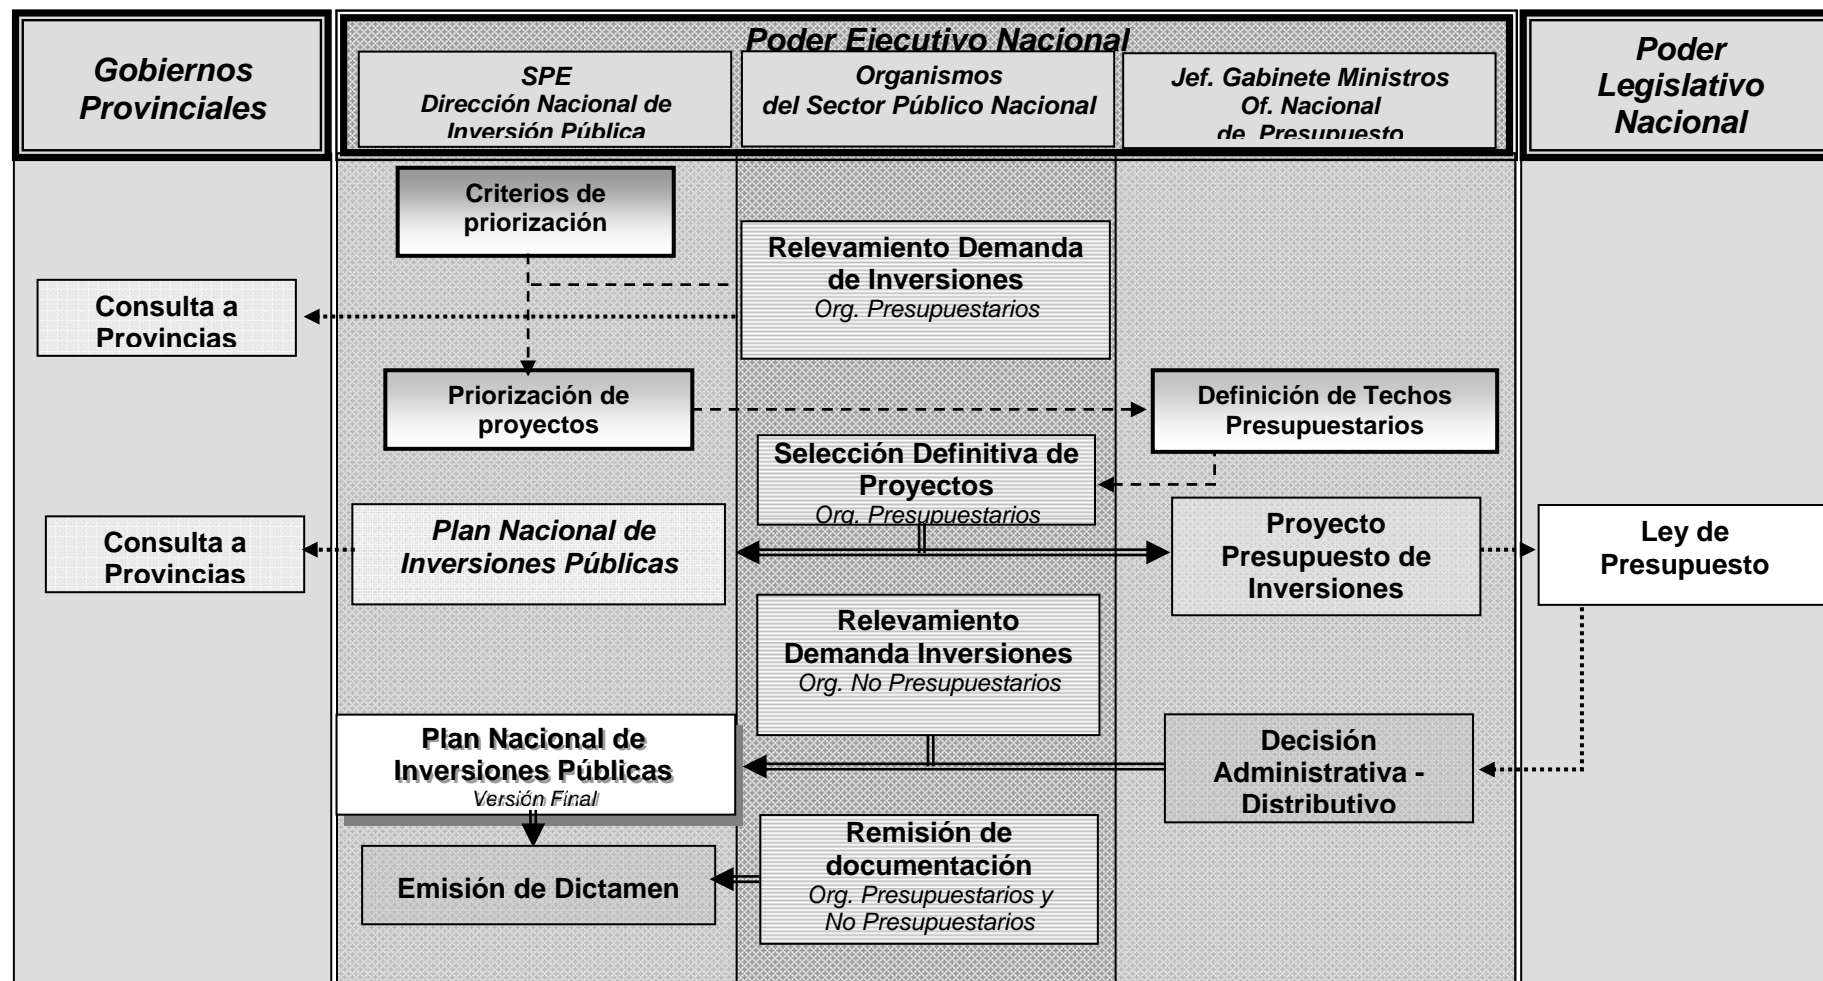 Gobiernos
Provinciales
Poder Ejecutivo Nacional
SPE
Dirección Nacional de
Inversión Pública
Organismos
del Sector Público Nacional
Jef. Gabinete Ministros
Of. Nacional
de Presupuesto
Poder
Legislativo
Nacional
Criterios de
priorización
Relevamiento Demanda
de Inversiones
Org. Presupuestarios
Consulta a
Provincias
Priorización de
proyectos
Definición de Techos
Presupuestarios
Selección Definitiva de
Proyectos
Org. Presupuestarios
Consulta a
Provincias
Plan Nacional de
Inversiones Públicas
Proyecto
Presupuesto de
Inversiones
Ley de
Presupuesto
Relevamiento
Demanda Inversiones
Org. No Presupuestarios
Plan Nacional de
Inversiones Públicas
Versión Final
Decisión
Administrativa -
Distributivo
Remisión de
documentación
Org. Presupuestarios y
No Presupuestarios
Emisión de Dictamen